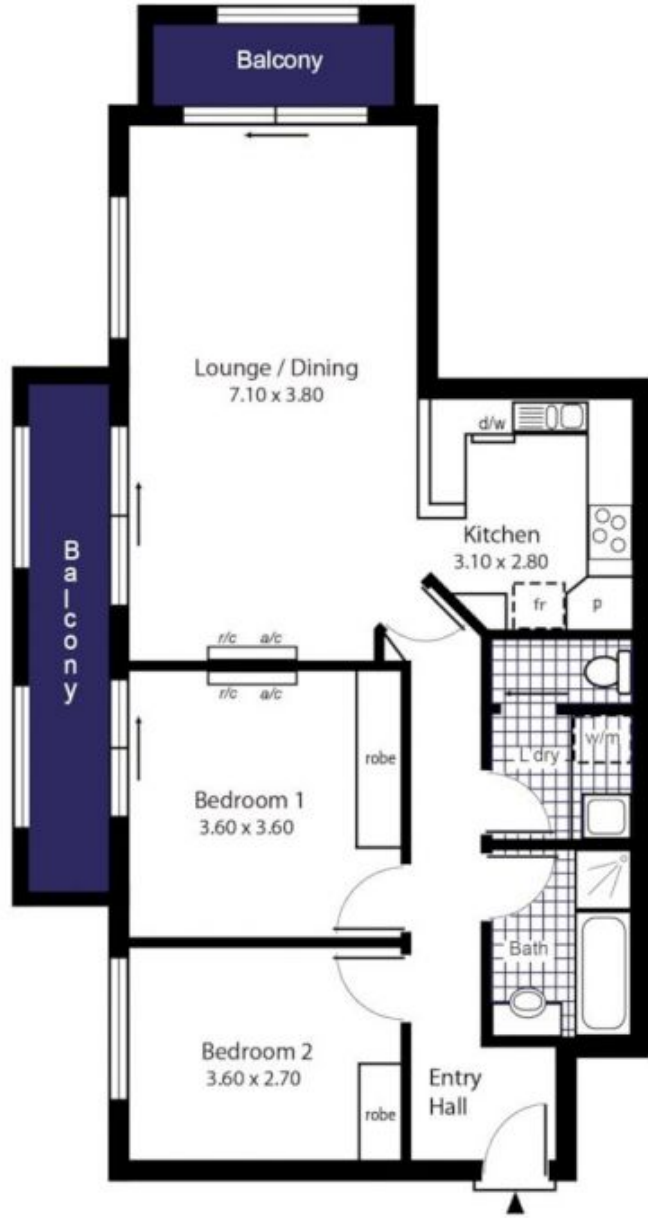 Balcony
Lounge / Dining
7.10 x 3.80
d/w
Kitchen
3.10 x 2.80
fr
p
Balcony
r/c a/c
r/c a/c
robe
Bedroom 1
3.60 x 3.60
L'dry
w/m
Bath
Bedroom 2
3.60 x 2.70
robe
Entry
Hall